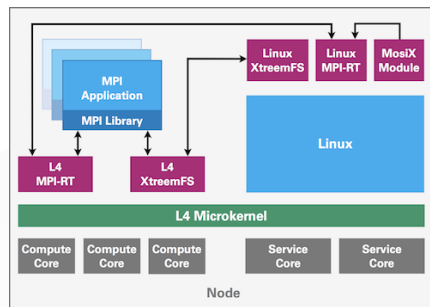 MPI
Application
MPI Library
Linux
XtreemFS
Linux
MPI-RT
MosiX
Module
L4
MPI-RT
L4
XtreemFS
Linux
L4 Microkernel
Compute
Core
Compute
Core
Compute
Core
Service
Core
Service
Core
Node